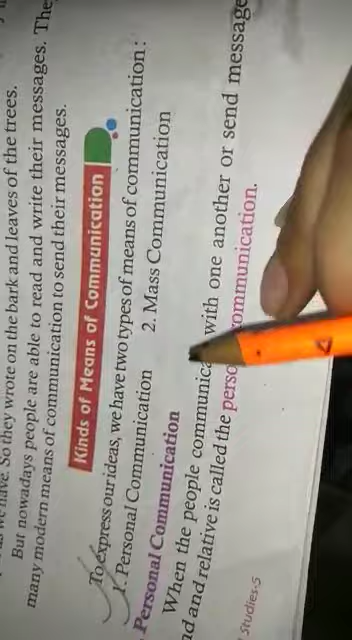 as we have. So they wrote on the bark and leaves of the trees.
But nowadays people are able to read and write their messages. The
many modern means of communication to send their messages.
Kinds of Means of Communication
To express our ideas, we have two types of means of communication :
1. Personal Communication 2. Mass Communication
Personal Communication
When the people communica with one another or send message
nd and relative is called the perso ommunication.
Studies-5